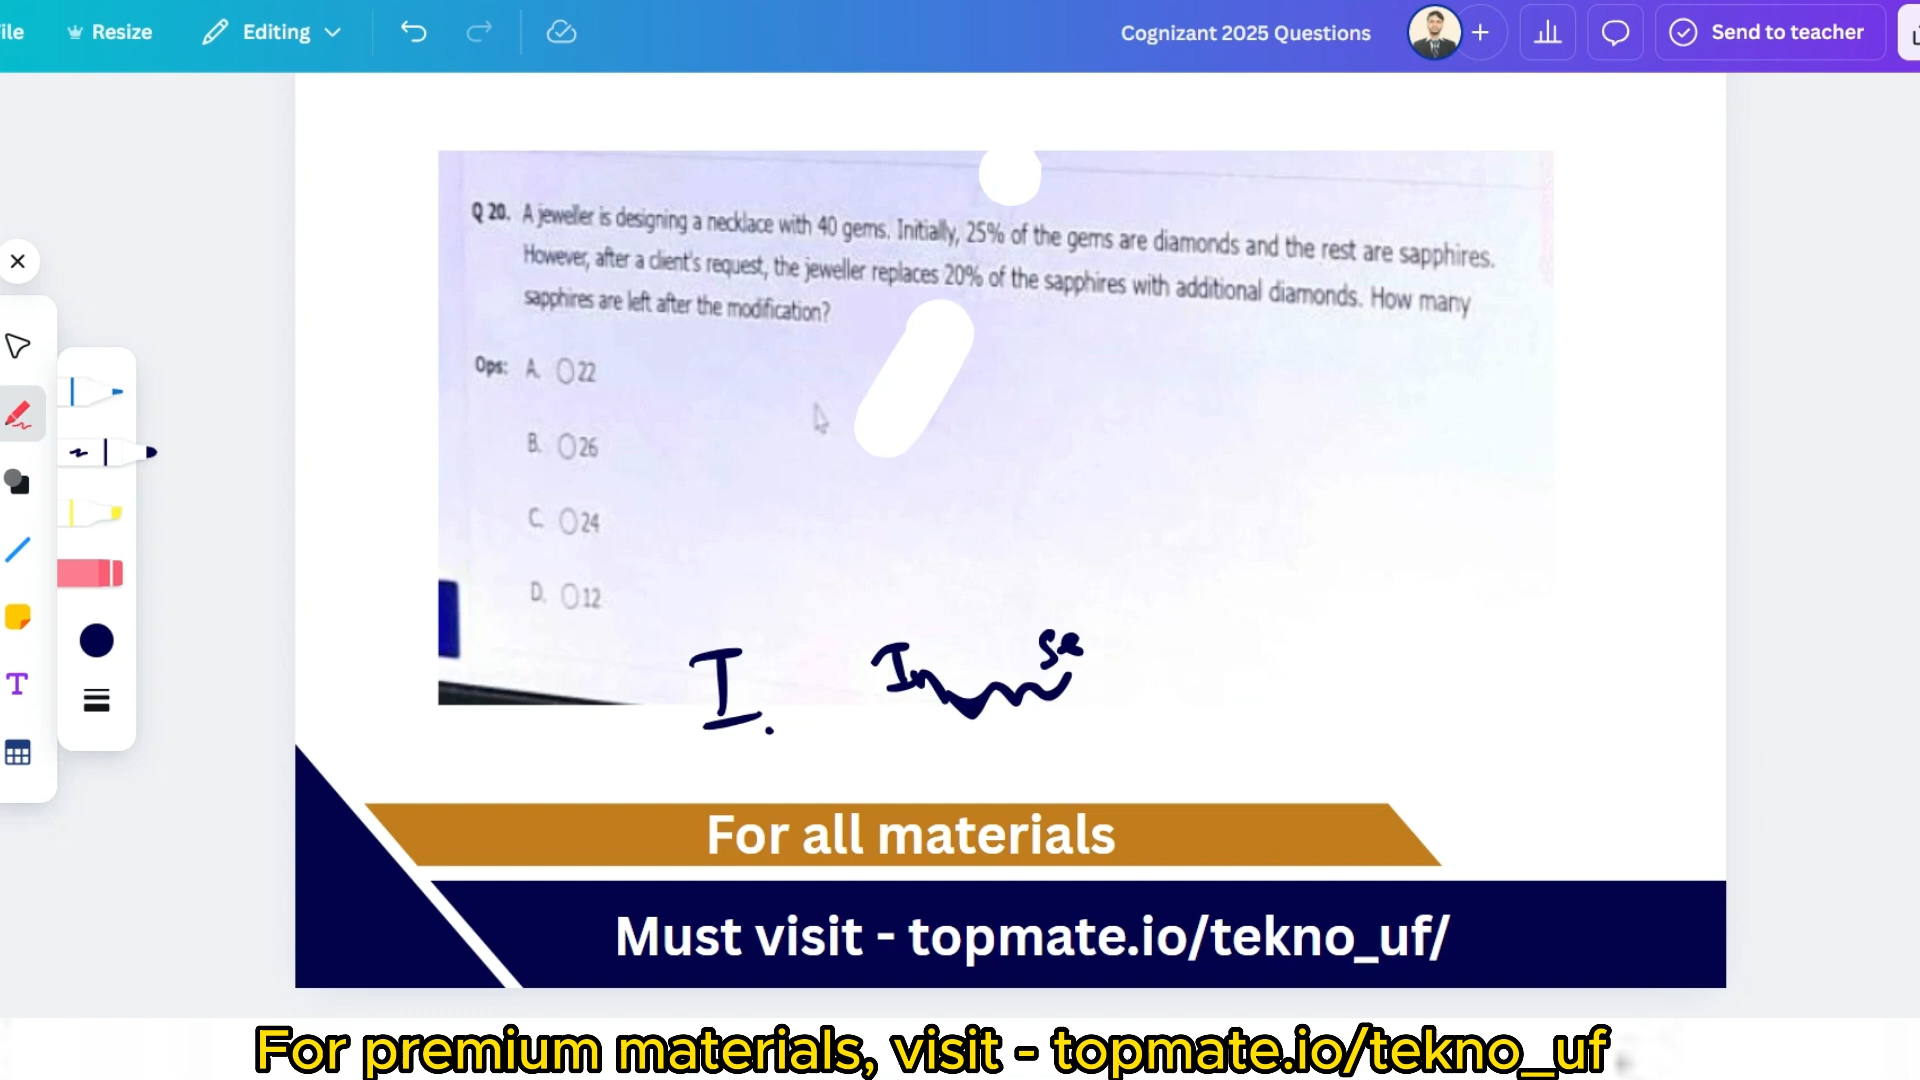 ile Resize Editing Cognizant 2025 Questions + Send to teacher
Q 20. A jeweller is designing a necklace with 40 gems. Initially, 25% of the gems are diamonds and the rest are sapphires.
However, after a client's request, the jeweller replaces 20% of the sapphires with additional diamonds. How many
sapphires are left after the modification?
Ops: A. 22
B. 26
C. 24
D. 12
I.
For all materials
Must visit - topmate.io/tekno_uf/
For premium materials, visit - topmate.io/tekno_uf